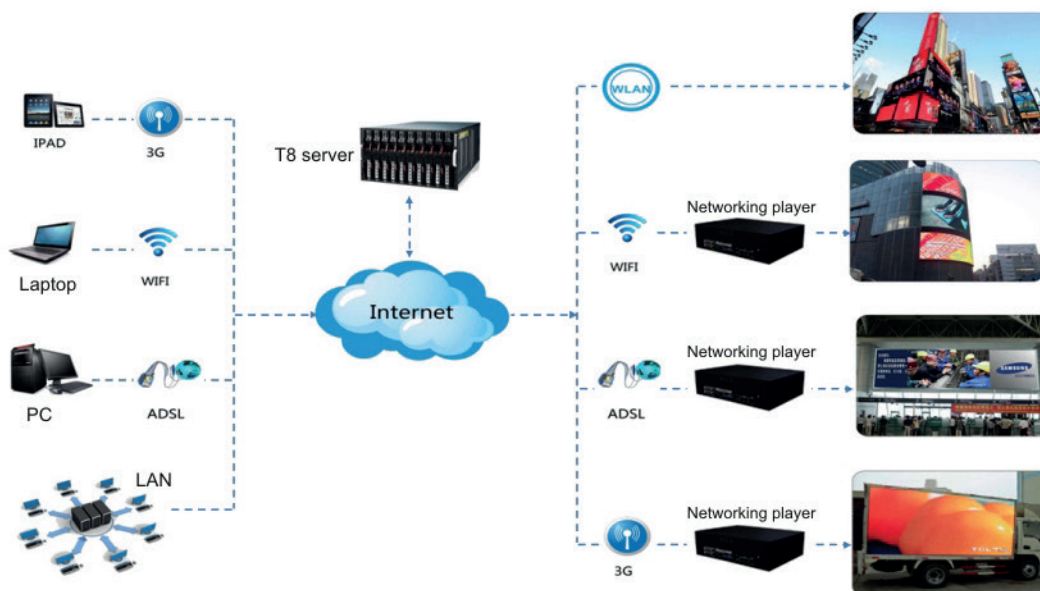 IPAD
3G
Laptop
WIFI
PC
ADSL
LAN
T8 server
Internet
WLAN
WIFI
Networking player
ADSL
Networking player
SAMSUNG
3G
Networking player